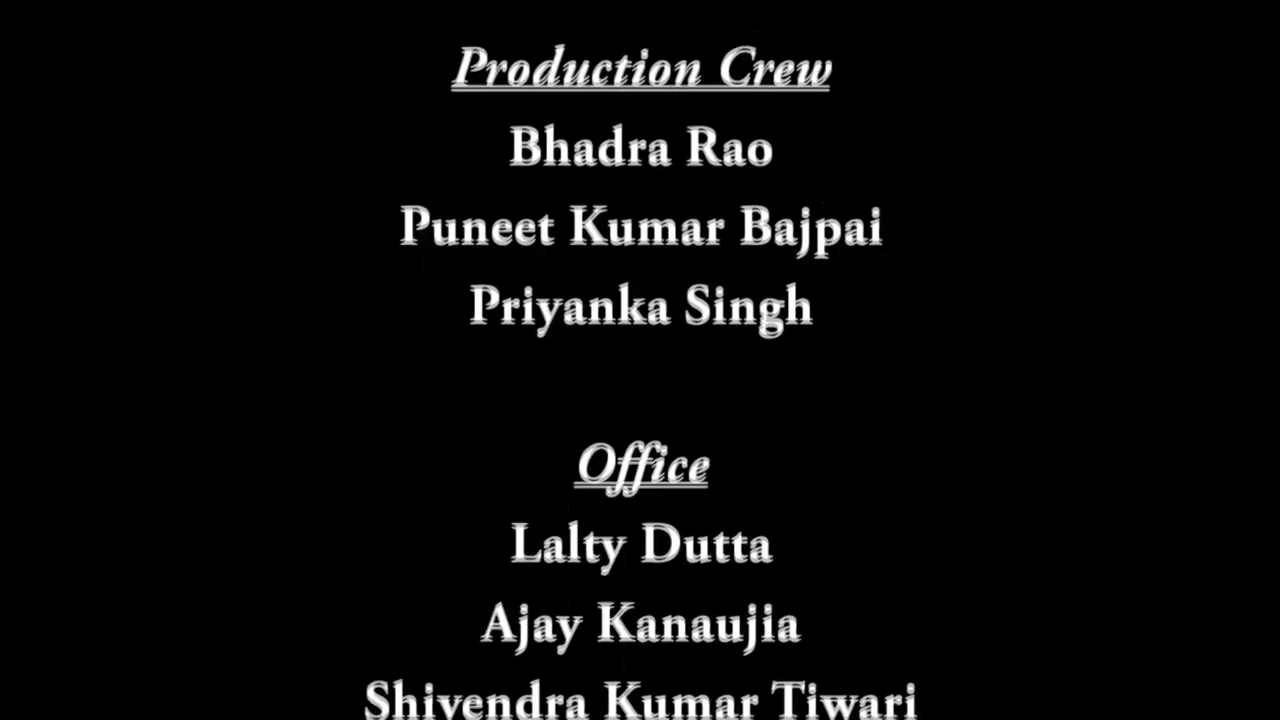 Production Crew
Bhadra Rao
Puneet Kumar Bajpai
Priyanka Singh
Office
Lalty Dutta
Ajay Kanaujia
Shivendra Kumar Tiwari